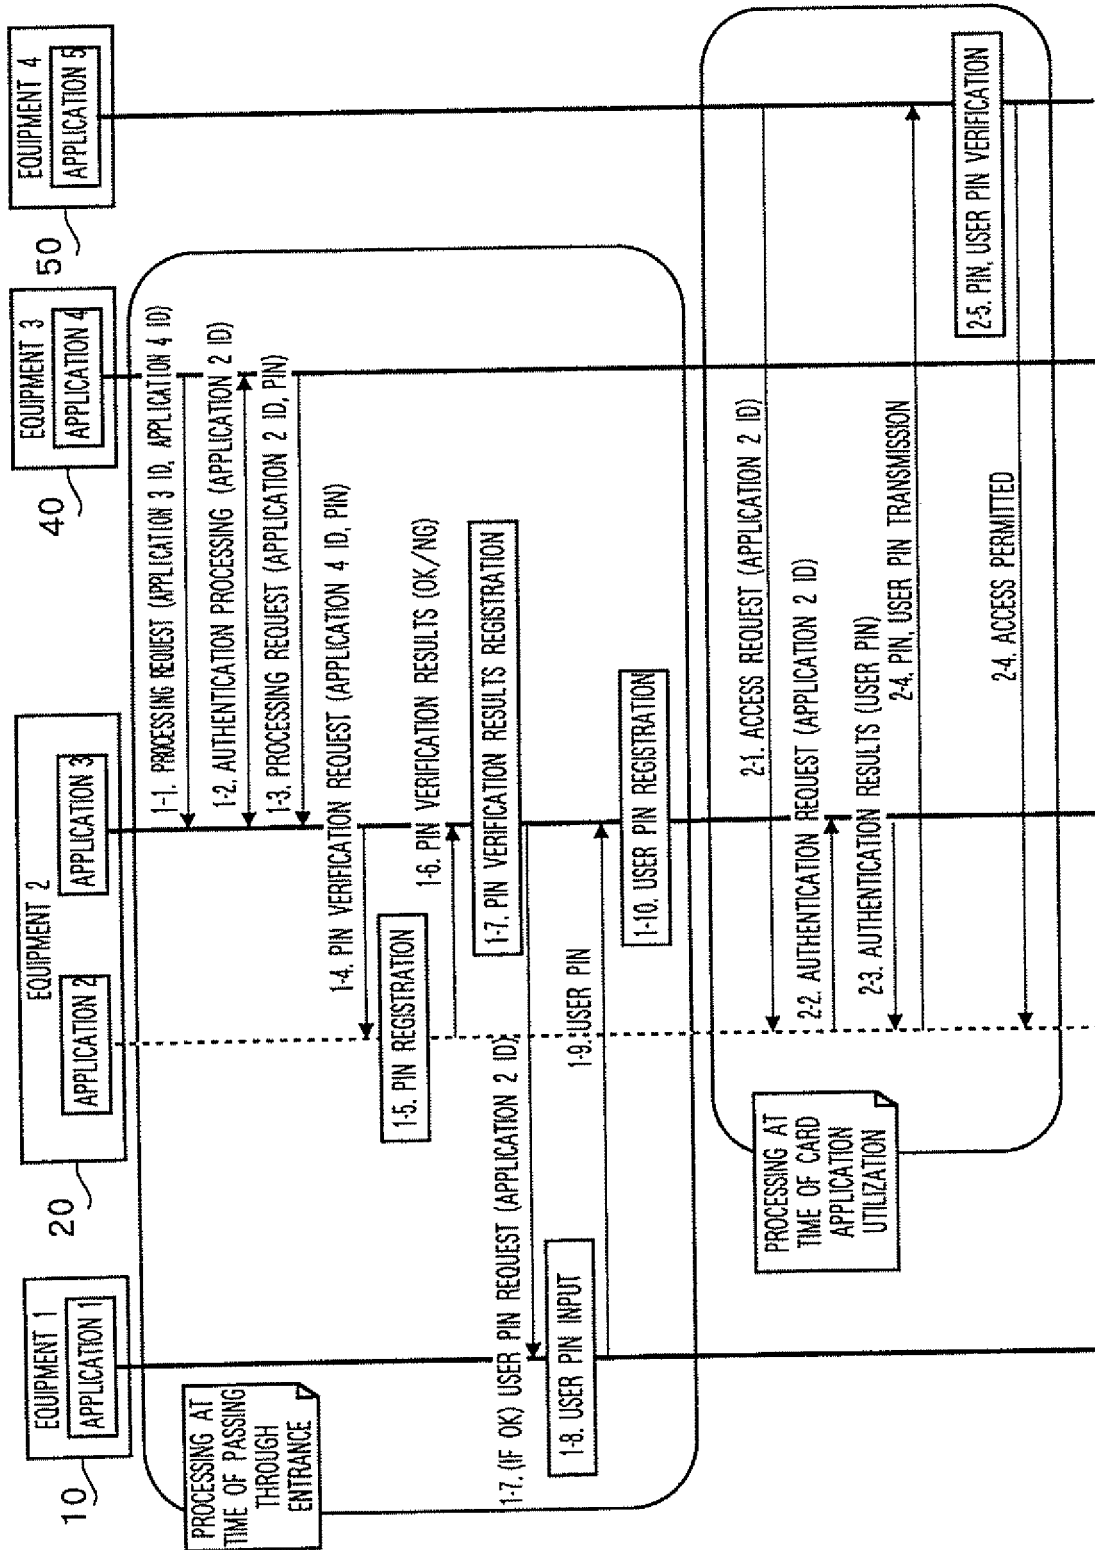 10
EQUIPMENT 1
APPLICATION 1
20
EQUIPMENT 2
APPLICATION 2
APPLICATION 3
40
EQUIPMENT 3
APPLICATION 4
50
EQUIPMENT 4
APPLICATION 5
PROCESSING AT
TIME OF PASSING
THROUGH
ENTRANCE
1-1. PROCESSING REQUEST (APPLICATION 3 ID, APPLICATION 4 ID)
1-2. AUTHENTICATION PROCESSING (APPLICATION 2 ID)
1-3. PROCESSING REQUEST (APPLICATION 2 ID, PIN)
1-4. PIN VERIFICATION REQUEST (APPLICATION 4 ID, PIN)
1-5. PIN REGISTRATION
1-6. PIN VERIFICATION RESULTS (OK/NG)
1-7. PIN VERIFICATION RESULTS REGISTRATION
1-7. (IF OK) USER PIN REQUEST (APPLICATION 2 ID)
1-8. USER PIN INPUT
1-9. USER PIN
1-10. USER PIN REGISTRATION
PROCESSING AT
TIME OF CARD
APPLICATION
UTILIZATION
2-1. ACCESS REQUEST (APPLICATION 2 ID)
2-2. AUTHENTICATION REQUEST (APPLICATION 2 ID)
2-3. AUTHENTICATION RESULTS (USER PIN)
2-4. PIN, USER PIN TRANSMISSION
2-5. PIN, USER PIN VERIFICATION
2-4. ACCESS PERMITTED